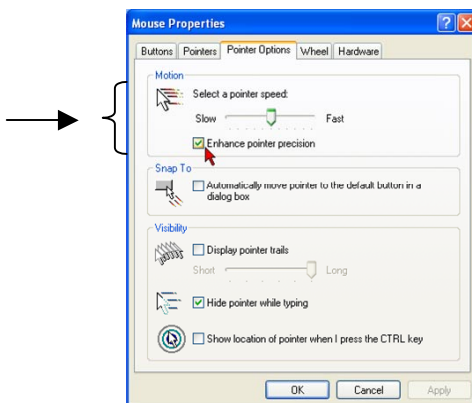 Mouse Properties
Buttons Pointers Pointer Options Wheel Hardware
Motion
Select a pointer speed:
Slow Fast
Enhance pointer precision
Snap To
Automatically move pointer to the default button in a
dialog box
Visibility
Display pointer trails
Short Long
Hide pointer while typing
Show location of pointer when I press the CTRL key
OK Cancel Apply